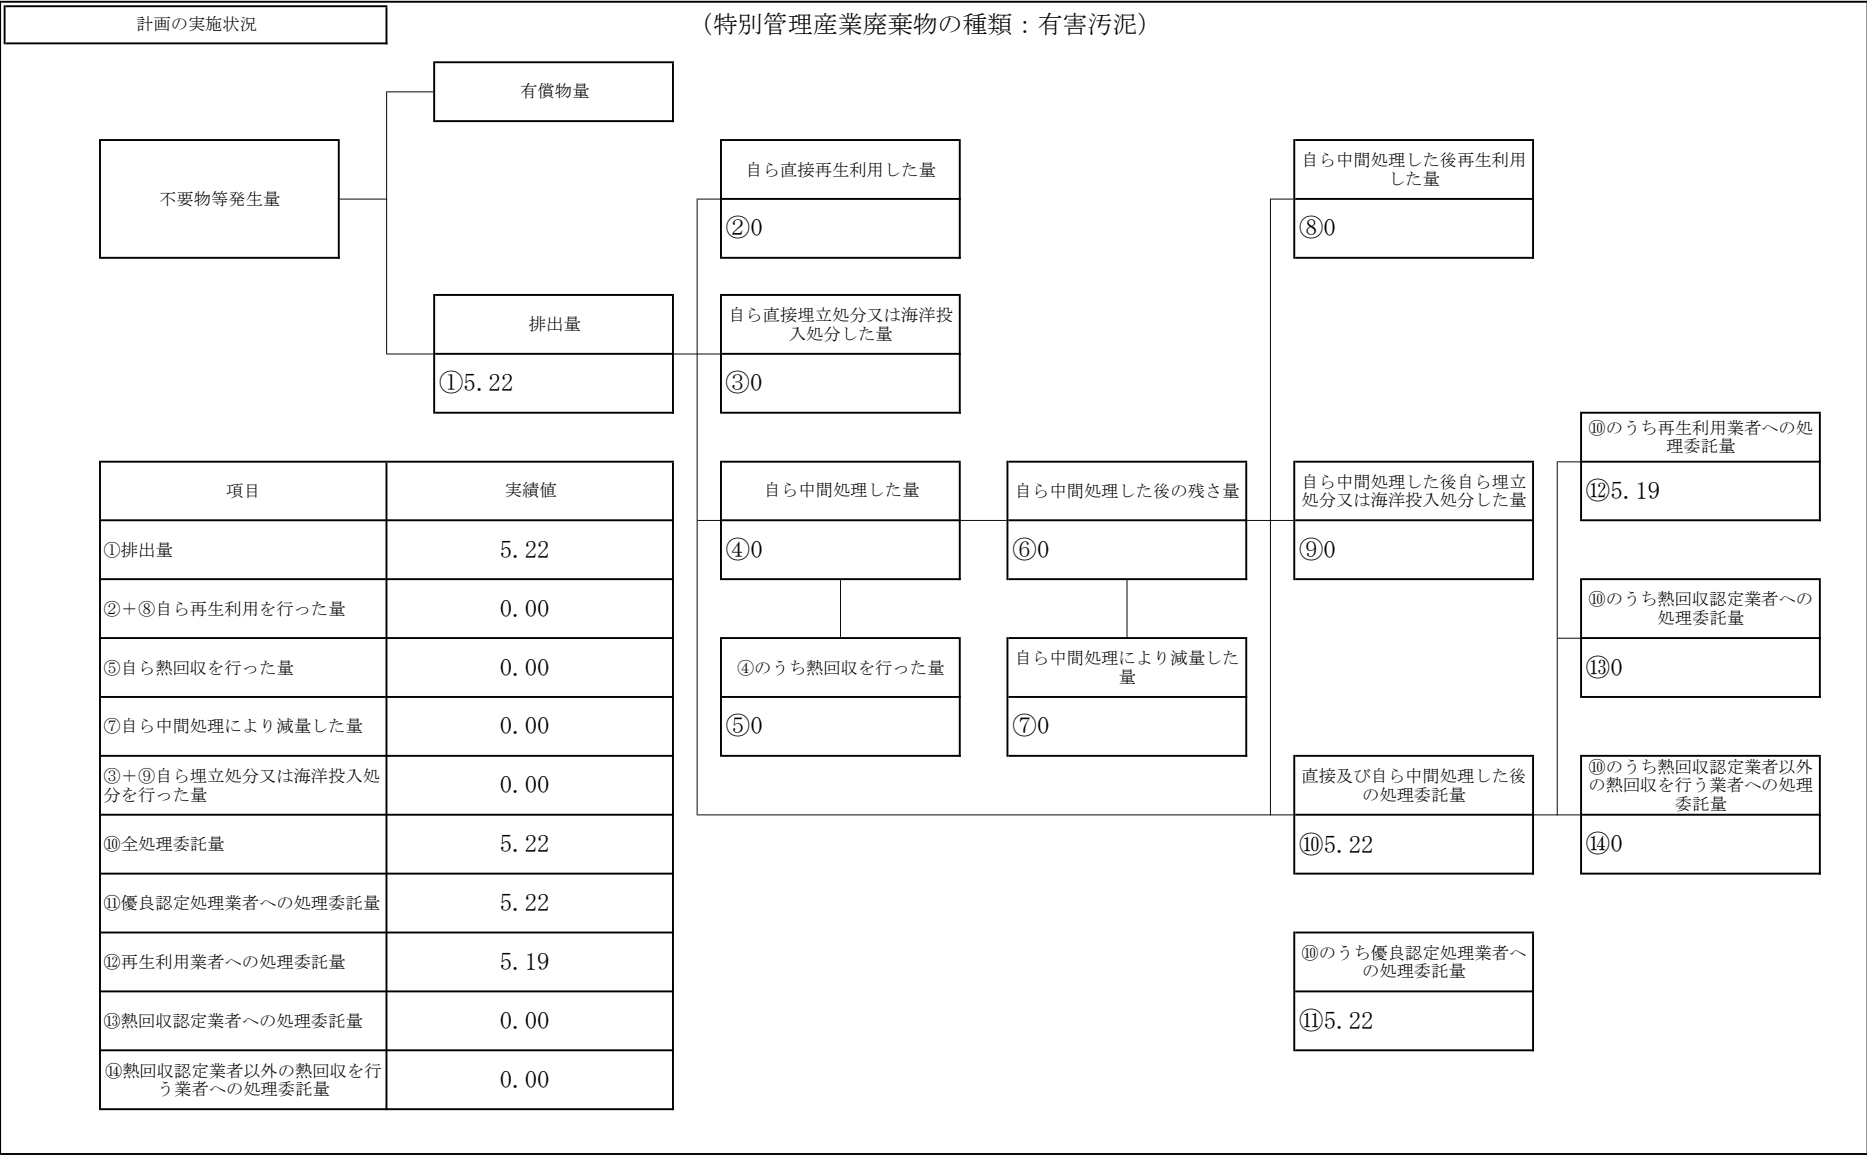 計画の実施状況
（特別管理産業廃棄物の種類：有害汚泥）
有償物量
不要物等発生量
排出量
①5.22
自ら直接再生利用した量
②0
自ら直接埋立処分又は海洋投
入処分した量
③0
自ら中間処理した量
④0
④のうち熱回収を行った量
⑤0
自ら中間処理した後の残さ量
⑥0
自ら中間処理により減量した
量
⑦0
自ら中間処理した後再生利用
した量
⑧0
自ら中間処理した後自ら埋立
処分又は海洋投入処分した量
⑨0
直接及び自ら中間処理した後
の処理委託量
⑩5.22
⑩のうち優良認定処理業者へ
の処理委託量
⑪5.22
⑩のうち再生利用業者への処
理委託量
⑫5.19
⑩のうち熱回収認定業者への
処理委託量
⑬0
⑩のうち熱回収認定業者以外
の熱回収を行う業者への処理
委託量
⑭0
項目 実績値
①排出量 5.22
②＋⑧自ら再生利用を行った量 0.00
⑤自ら熱回収を行った量 0.00
⑦自ら中間処理により減量した量 0.00
③＋⑨自ら埋立処分又は海洋投入処
分を行った量 0.00
⑩全処理委託量 5.22
⑪優良認定処理業者への処理委託量 5.22
⑫再生利用業者への処理委託量 5.19
⑬熱回収認定業者への処理委託量 0.00
⑭熱回収認定業者以外の熱回収を行
う業者への処理委託量 0.00